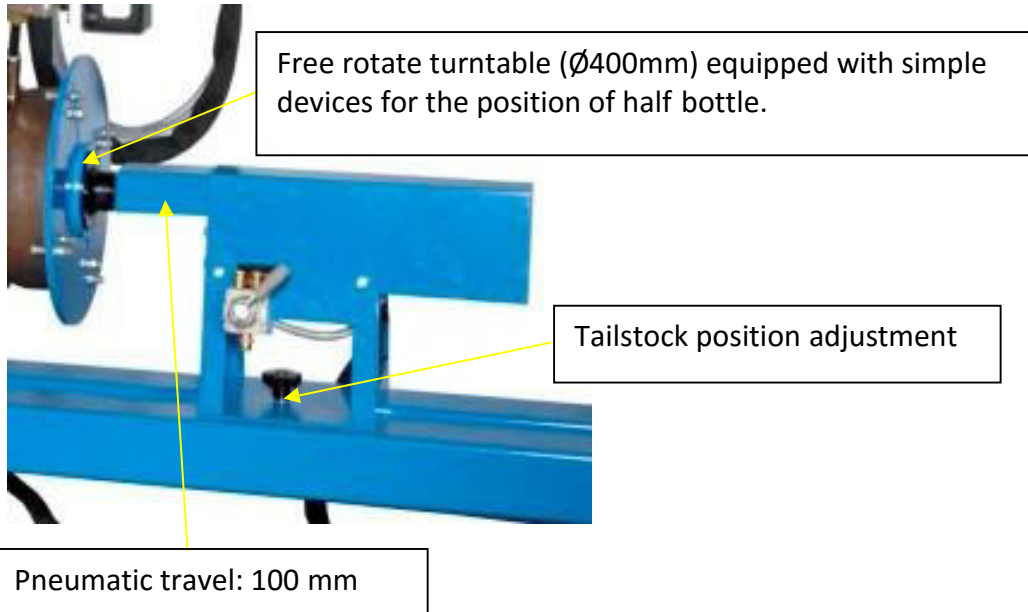 Free rotate turntable (Ø400mm) equipped with simple
devices for the position of half bottle.
Tailstock position adjustment
Pneumatic travel: 100 mm